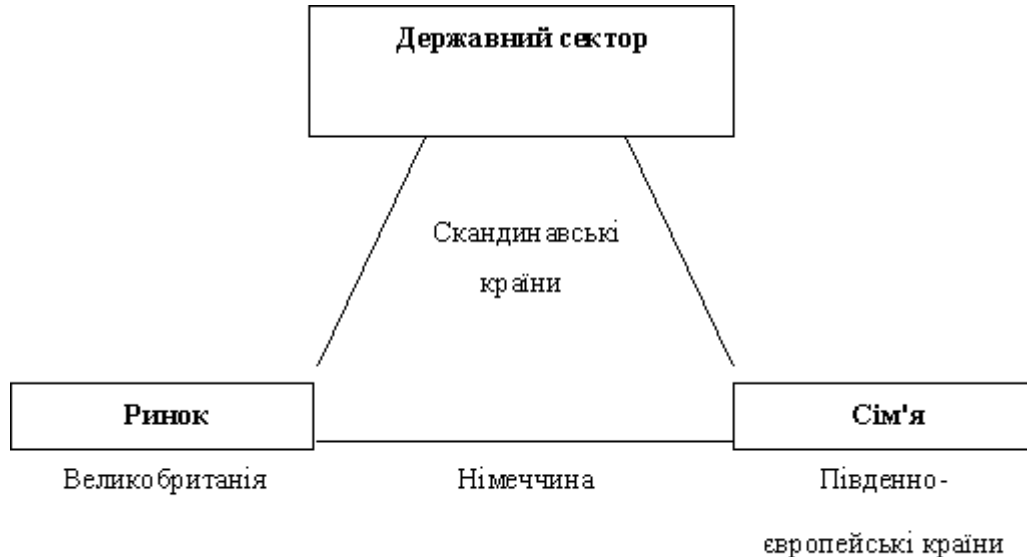 Державний сектор
Скандинавські
країни
Ринок
Сім'я
Великобританія
Німеччина
Південно-
європейські країни